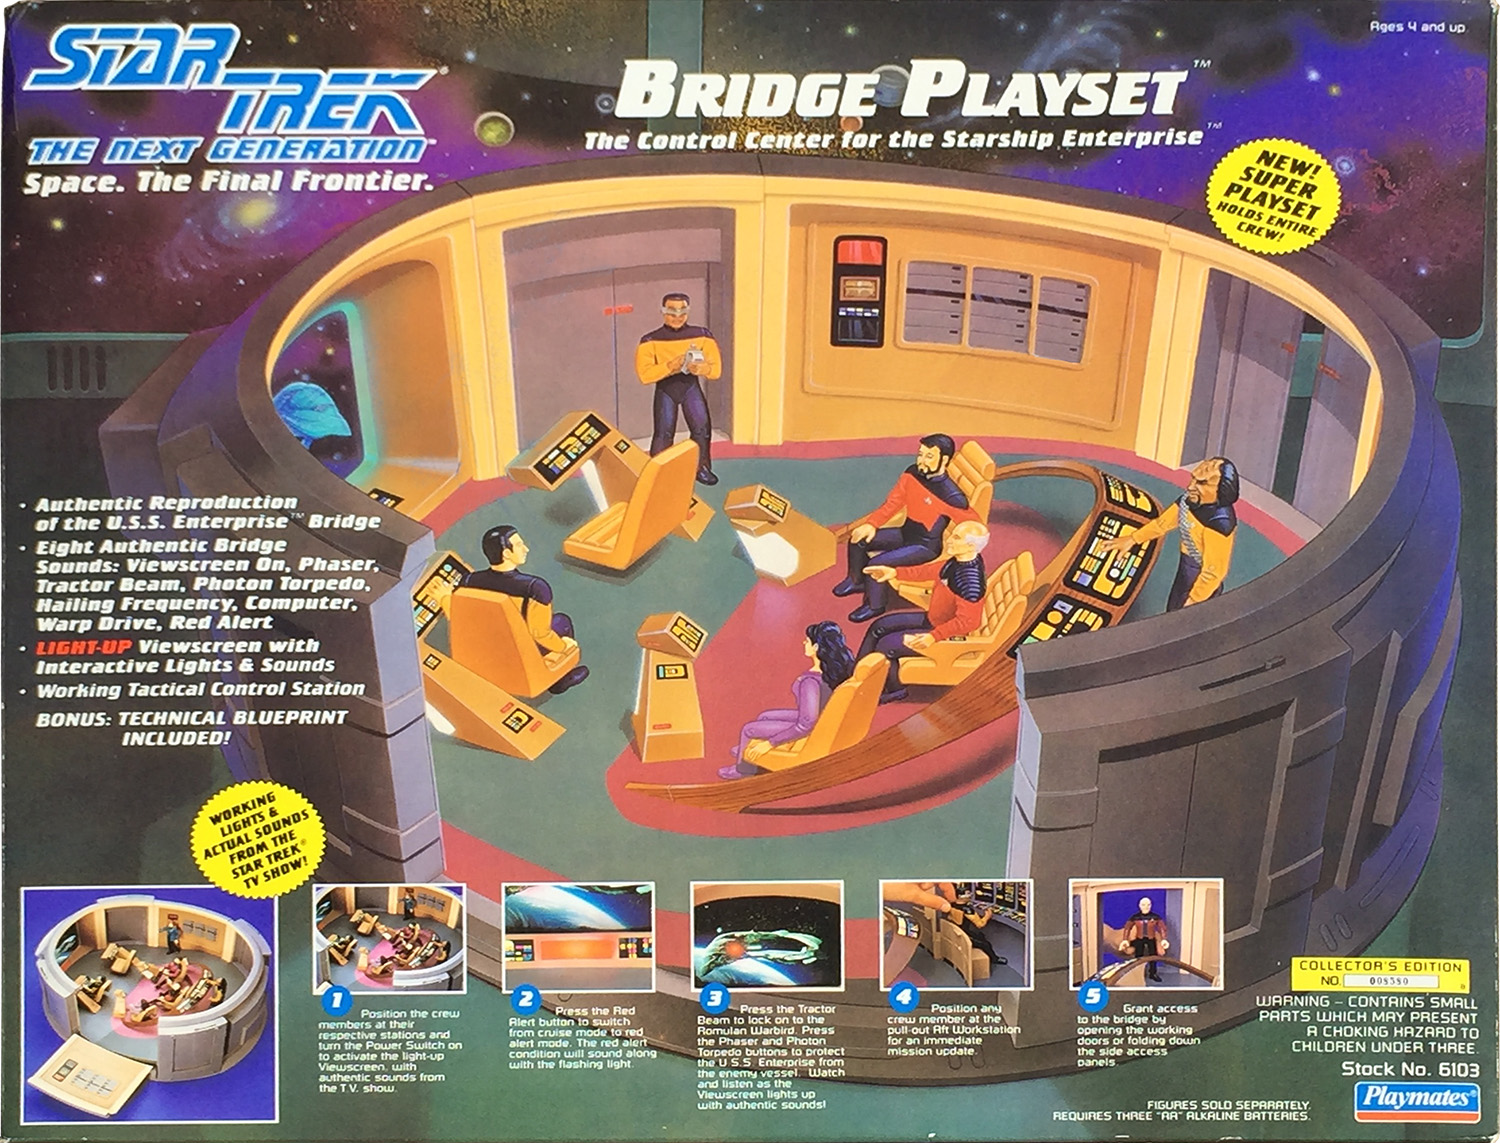 Ages 4 and up.
STAR
TREK®
THE NEXT GENERATION™
Space. The Final Frontier.
BRIDGE PLAYSET™
The Control Center for the Starship Enterprise™
NEW!
SUPER
PLAYSET
HOLDS ENTIRE
CREW!
• Authentic Reproduction
of the U.S.S. Enterprise™ Bridge
• Eight Authentic Bridge
Sounds: Viewscreen On, Phaser,
Tractor Beam, Photon Torpedo,
Hailing Frequency, Computer,
Warp Drive, Red Alert
• LIGHT-UP Viewscreen with
Interactive Lights & Sounds
• Working Tactical Control Station
BONUS: TECHNICAL BLUEPRINT
INCLUDED!
WORKING
LIGHTS &
ACTUAL SOUNDS
FROM THE
STAR TREK®
TV SHOW!
1 Position the crew
members at their
respective stations and
turn the Power Switch on
to activate the light-up
Viewscreen, with
authentic sounds from
the T.V. show.
2 Press the Red
Alert button to switch
from cruise mode to red
alert mode. The red alert
condition will sound along
with the flashing light.
3 Press the Tractor
Beam to lock on to the
Romulan Warbird. Press
the Phaser and Photon
Torpedo buttons to protect
the U.S.S. Enterprise from
the enemy vessel. Watch
and listen as the
Viewscreen lights up
with authentic sounds!
4 Position any
crew member at the
pull-out Aft Workstation
for an immediate
mission update.
5 Grant access
to the bridge by
opening the working
doors or folding down
the side access
panels.
COLLECTOR'S EDITION
NO. 008580
WARNING – CONTAINS SMALL
PARTS WHICH MAY PRESENT
A CHOKING HAZARD TO
CHILDREN UNDER THREE.
Stock No. 6103
Playmates®
FIGURES SOLD SEPARATELY.
REQUIRES THREE "AA" ALKALINE BATTERIES.